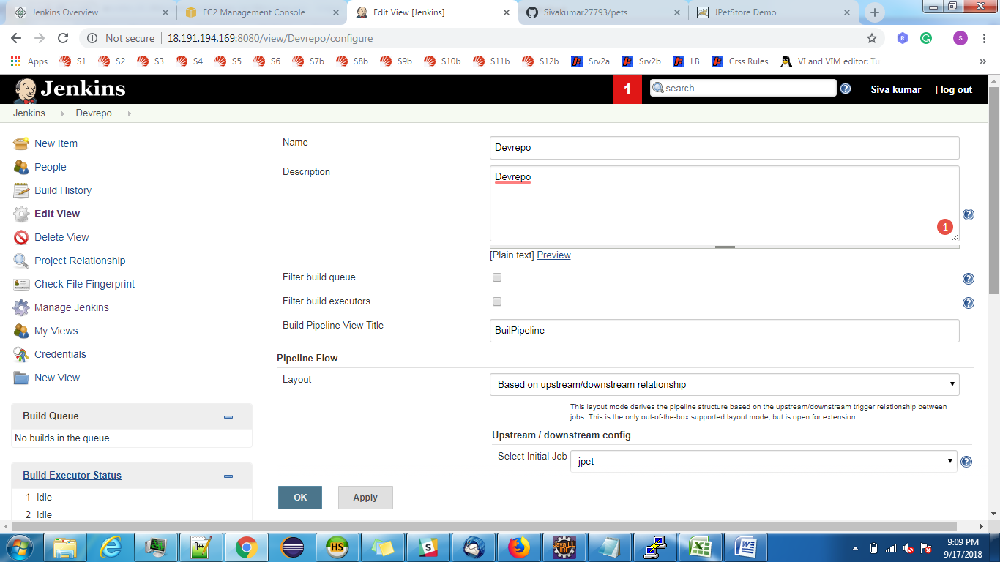 Jenkins Overview
EC2 Management Console
Edit View [Jenkins]
Sivakumar27793/pets
JPetStore Demo
Not secure
18.191.194.169:8080/view/Devrepo/configure
R
S
Apps S1 S2 S3 S4 S5 S6 S7b S8b S9b S10b S11b S12b Srv2a Srv2b LB Crss Rules VI and VIM editor: Tu
»
Jenkins
1
search
Siva kumar
| log out
Jenkins
Devrepo
New Item
People
Build History
Edit View
Delete View
Project Relationship
Check File Fingerprint
Manage Jenkins
My Views
Credentials
New View
Build Queue
No builds in the queue.
Build Executor Status
1 Idle
2 Idle
Name
Devrepo
Description
Devrepo
1
[Plain text] Preview
Filter build queue
Filter build executors
Build Pipeline View Title
BuilPipeline
Pipeline Flow
Layout
Based on upstream/downstream relationship
This layout mode derives the pipeline structure based on the upstream/downstream trigger relationship between
jobs. This is the only out-of-the-box supported layout mode, but is open for extension.
Upstream / downstream config
Select Initial Job
jpet
OK
Apply
HS
S
Java EE
IDE
9:09 PM
9/17/2018